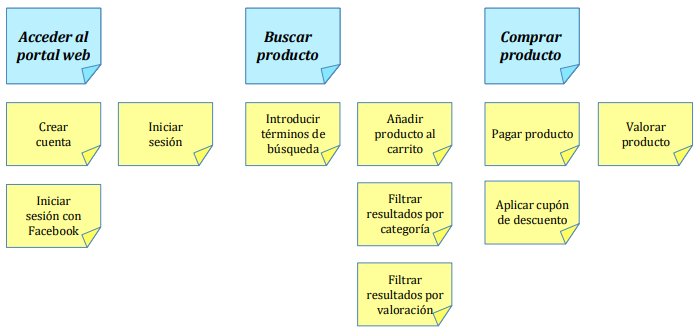 Acceder al
portal web
Buscar
producto
Comprar
producto
Crear
cuenta
Iniciar
sesión
Introducir
términos de
búsqueda
Añadir
producto al
carrito
Pagar producto
Valorar
producto
Iniciar
sesión con
Facebook
Filtrar
resultados por
categoría
Aplicar cupón
de descuento
Filtrar
resultados por
valoración